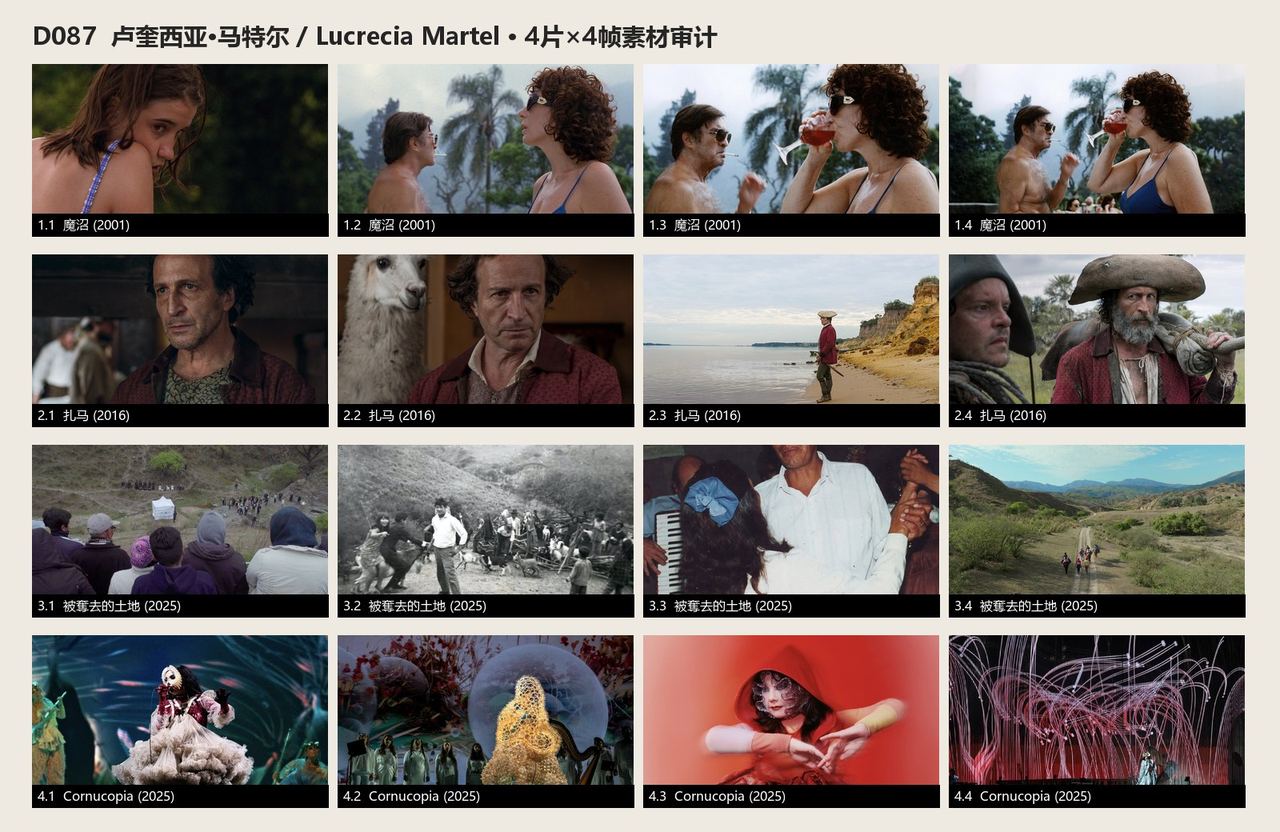 D087 卢奎西亚•马特尔 / Lucrecia Martel • 4片×4帧素材审计
1.1 魔沼 (2001)
1.2 魔沼 (2001)
1.3 魔沼 (2001)
1.4 魔沼 (2001)
2.1 扎马 (2016)
2.2 扎马 (2016)
2.3 扎马 (2016)
2.4 扎马 (2016)
3.1 被奪去的土地 (2025)
3.2 被奪去的土地 (2025)
3.3 被奪去的土地 (2025)
3.4 被奪去的土地 (2025)
4.1 Cornucopia (2025)
4.2 Cornucopia (2025)
4.3 Cornucopia (2025)
4.4 Cornucopia (2025)